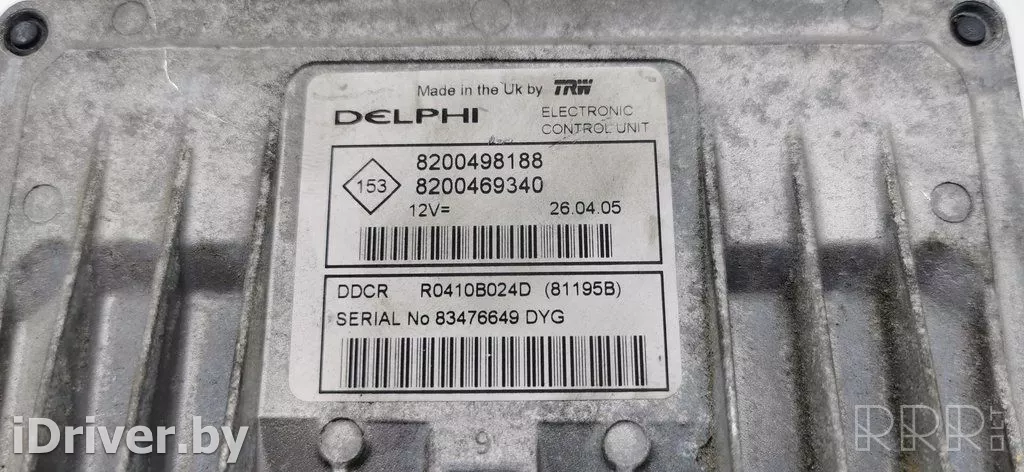 Made in the Uk by TRW
DELPHI
ELECTRONIC
CONTROL UNIT
153
8200498188
8200469340
12V=
26.04.05
DDCR R0410B024D (81195B)
SERIAL No 83476649 DYG
9
iDriver.by
RRR.LT